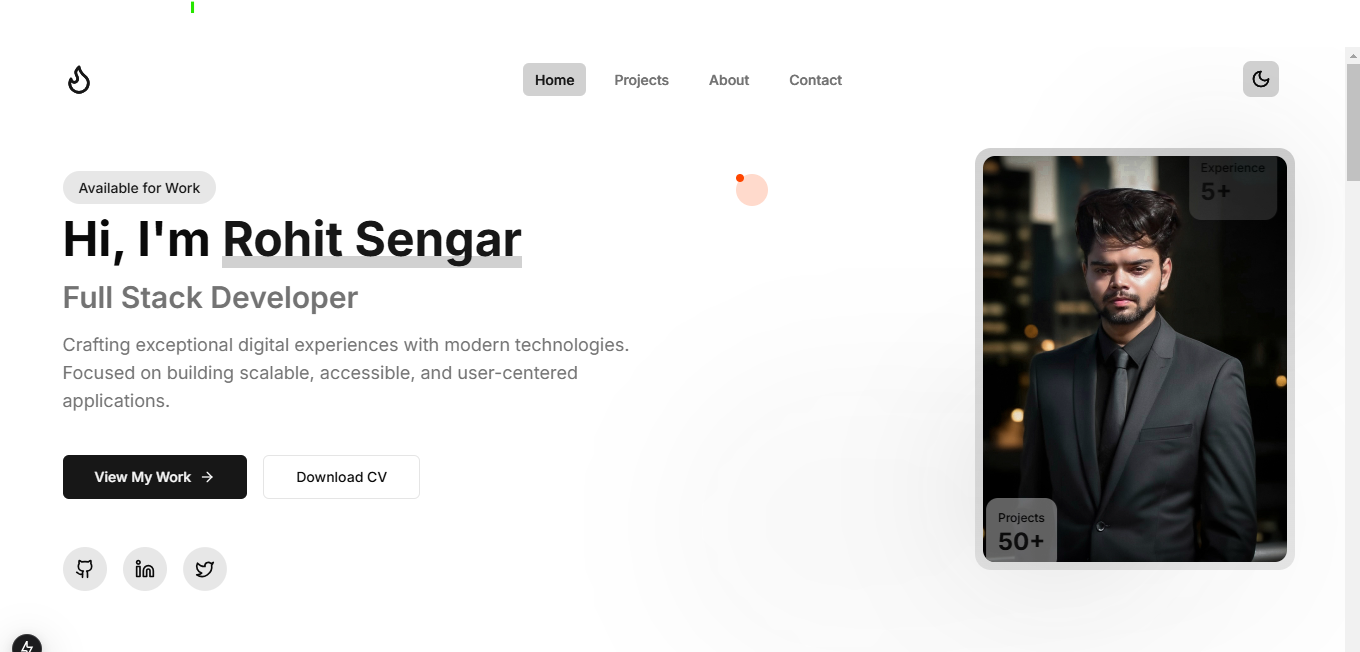 Home
Projects
About
Contact
Available for Work
Hi, I'm Rohit Sengar
Full Stack Developer
Crafting exceptional digital experiences with modern technologies.
Focused on building scalable, accessible, and user-centered
applications.
View My Work →
Download CV
Experience
5+
Projects
50+